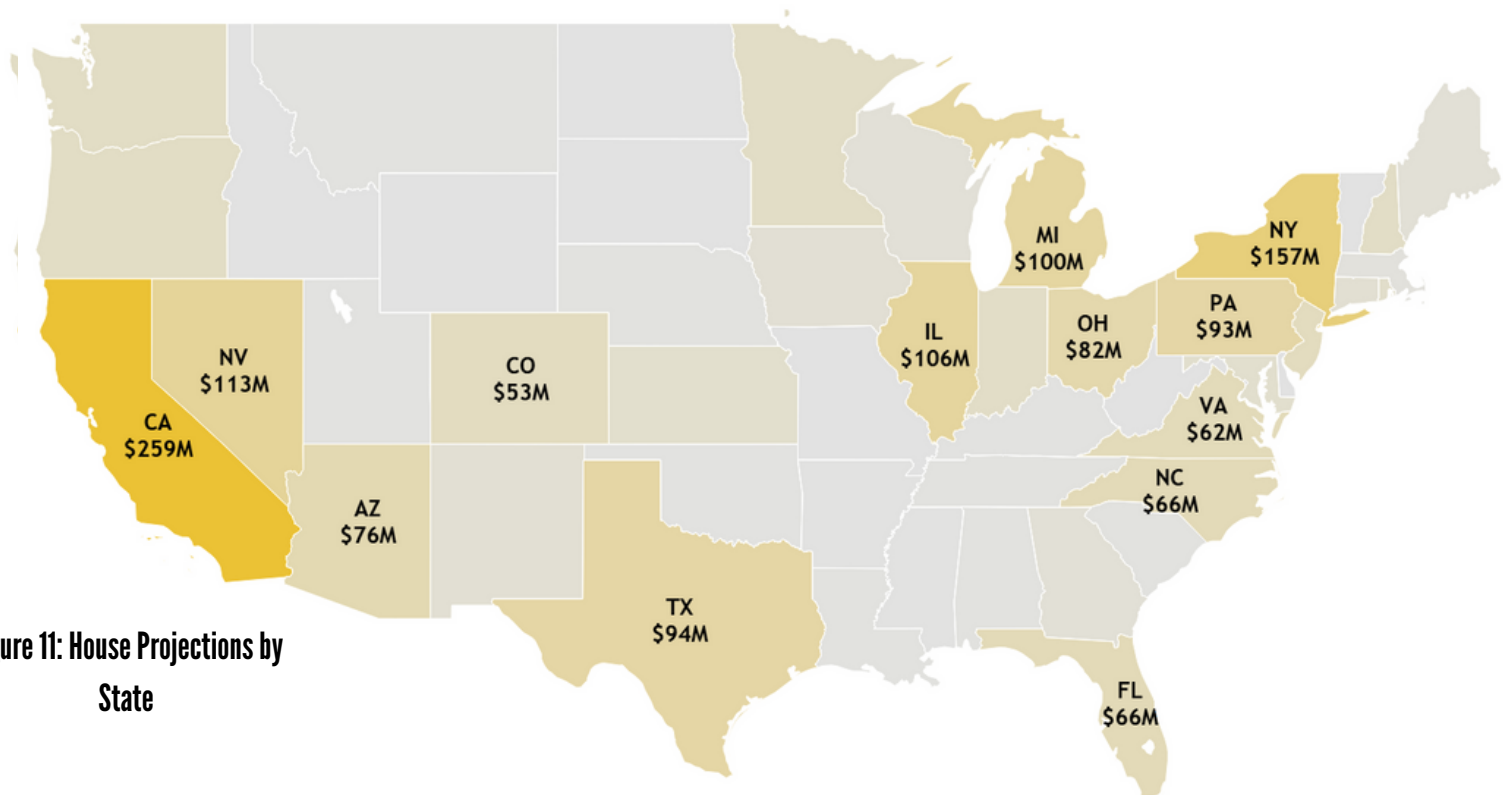 MI
$100M
NY
$157M
PA
$93M
OH
$82M
IL
$106M
NV
$113M
CO
$53M
CA
$259M
VA
$62M
NC
$66M
AZ
$76M
TX
$94M
FL
$66M
ure 11: House Projections by
State